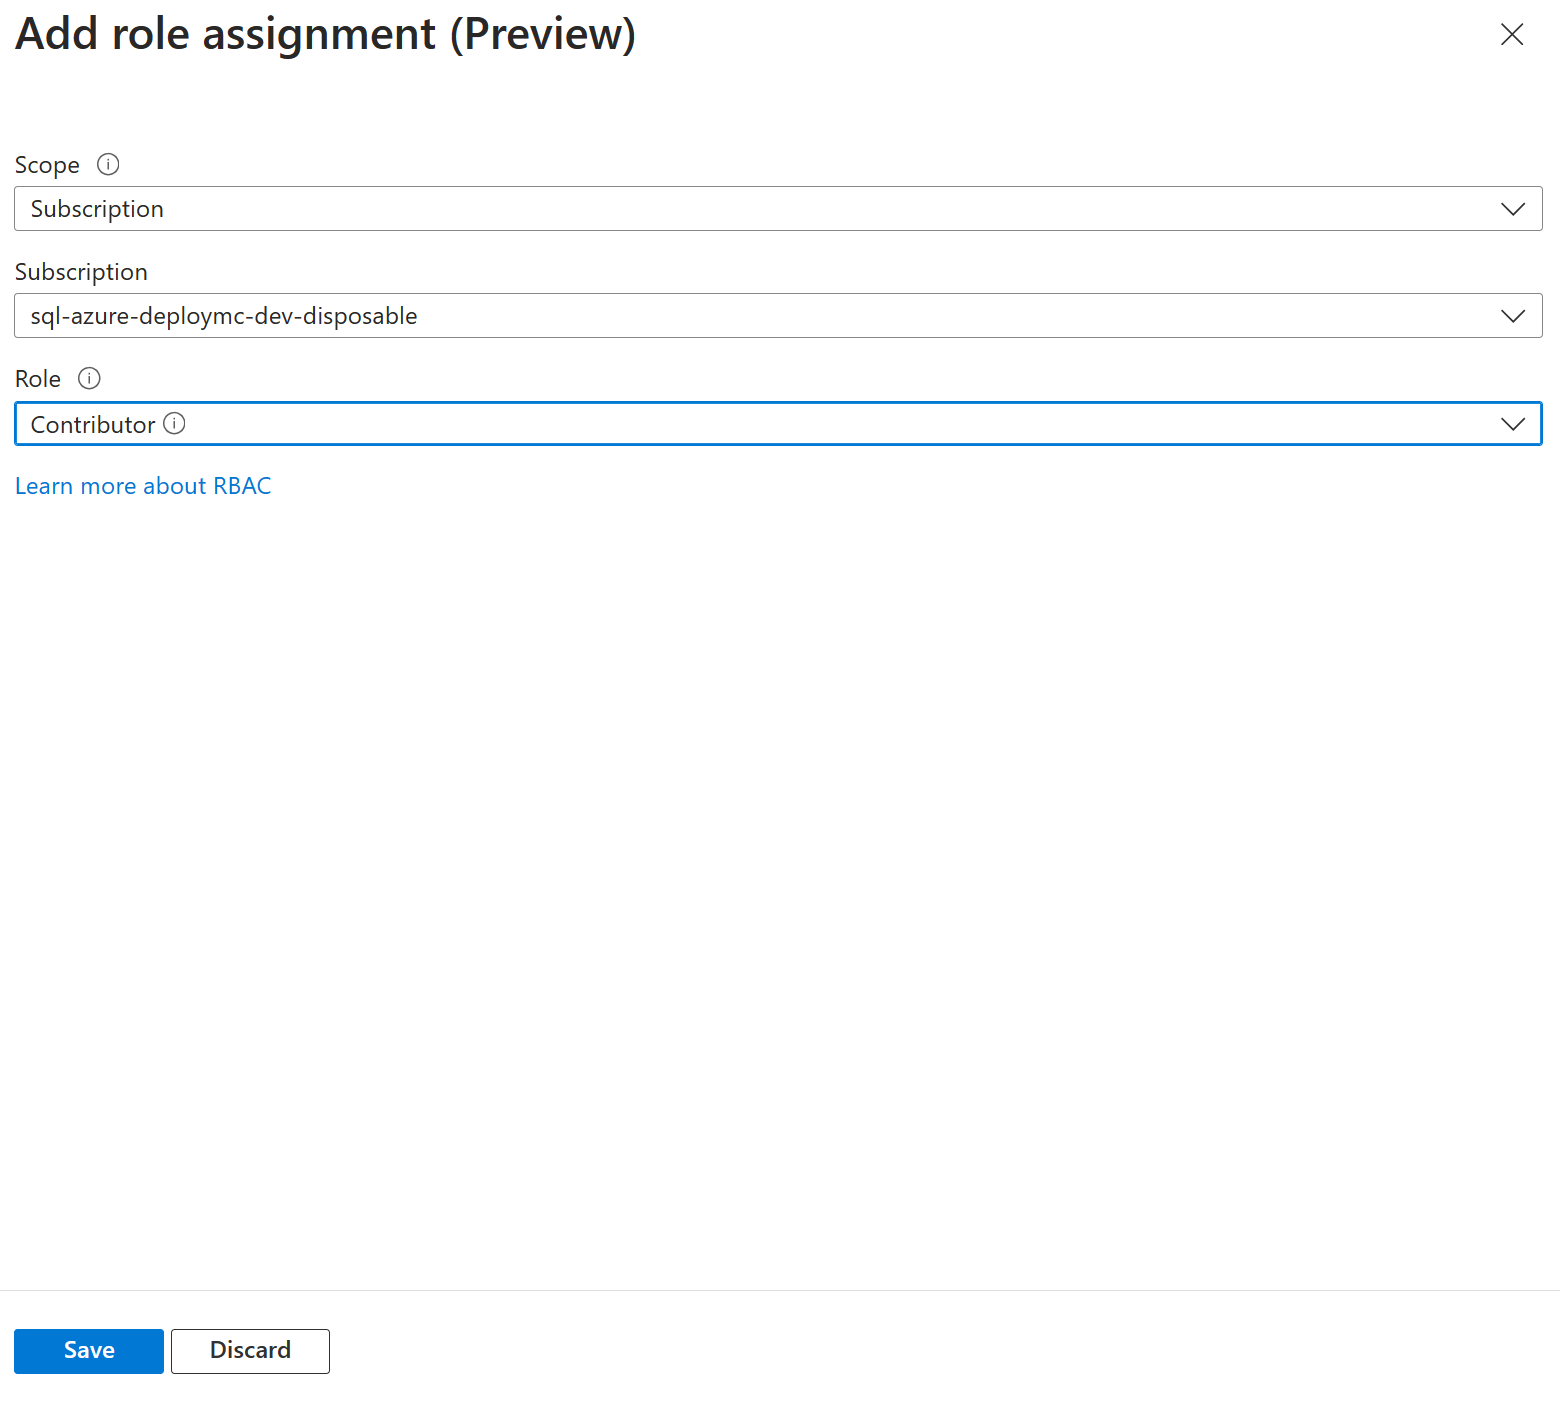 Add role assignment (Preview)
Scope
Subscription
Subscription
sql-azure-deploymc-dev-disposable
Role
Contributor
Learn more about RBAC
Save
Discard